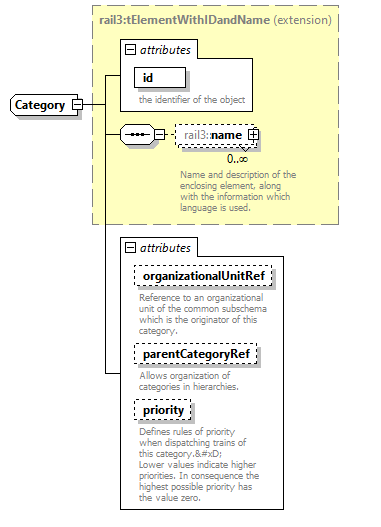 rail3:tElementWithIDandName (extension)
attributes
id
the identifier of the object
Category
rail3::name
0..∞
Name and description of the
enclosing element, along
with the information which
language is used.
attributes
organizationalUnitRef
Reference to an organizational
unit of the common subschema
which is the originator of this
category.
parentCategoryRef
Allows organization of
categories in hierarchies.
priority
Defines rules of priority
when dispatching trains of
this category.&#xD;
Lower values indicate higher
priorities. In consequence the
highest possible priority has
the value zero.